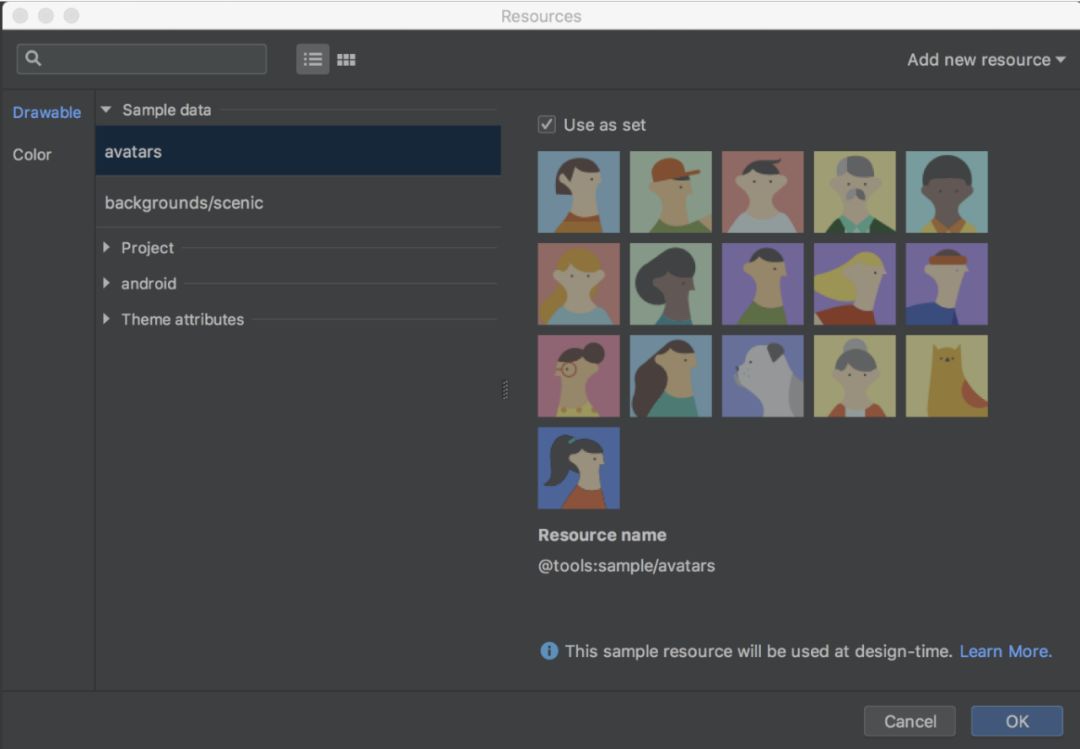 Resources
Add new resource
Drawable
Color
Sample data
avatars
backgrounds/scenic
Project
android
Theme attributes
Use as set
Resource name
@tools:sample/avatars
This sample resource will be used at design-time. Learn More.
Cancel
OK